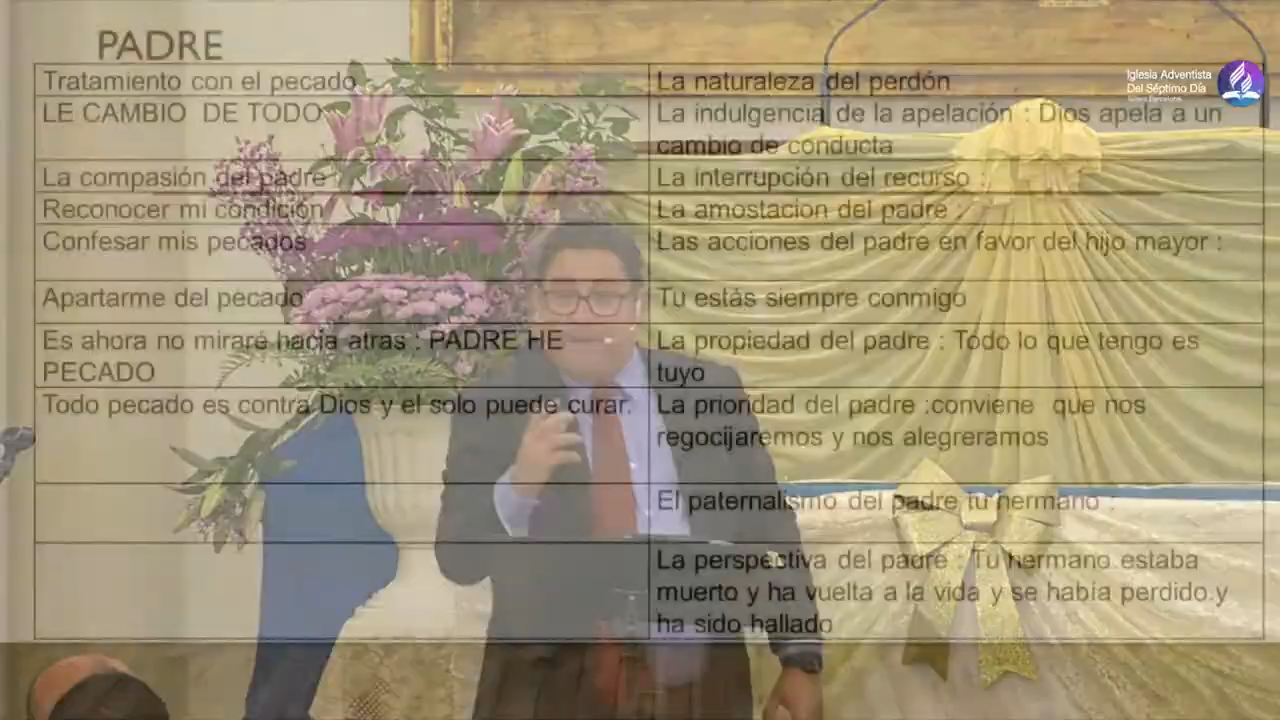 PADRE
Tratamiento con el pecado
La naturaleza del perdón
LE CAMBIO DE TODO
La indulgencia de la apelación : Dios apela a un
cambio de conducta
La compasión del padre
La interrupción del recurso :
Reconocer mi condición
La amostacion del padre :
Confesar mis pecados
Las acciones del padre en favor del hijo mayor :
Apartarme del pecado
Tu estás siempre conmigo
Es ahora no miraré hacia atras : PADRE HE
PECADO
La propiedad del padre : Todo lo que tengo es
tuyo
Todo pecado es contra Dios y el solo puede curar.
La prioridad del padre :conviene que nos
regocijaremos y nos alegreramos
El paternalismo del padre tu hermano :
La perspectiva del padre : Tu hermano estaba
muerto y ha vuelta a la vida y se había perdido y
ha sido hallado
Iglesia Adventista
Del Séptimo Día